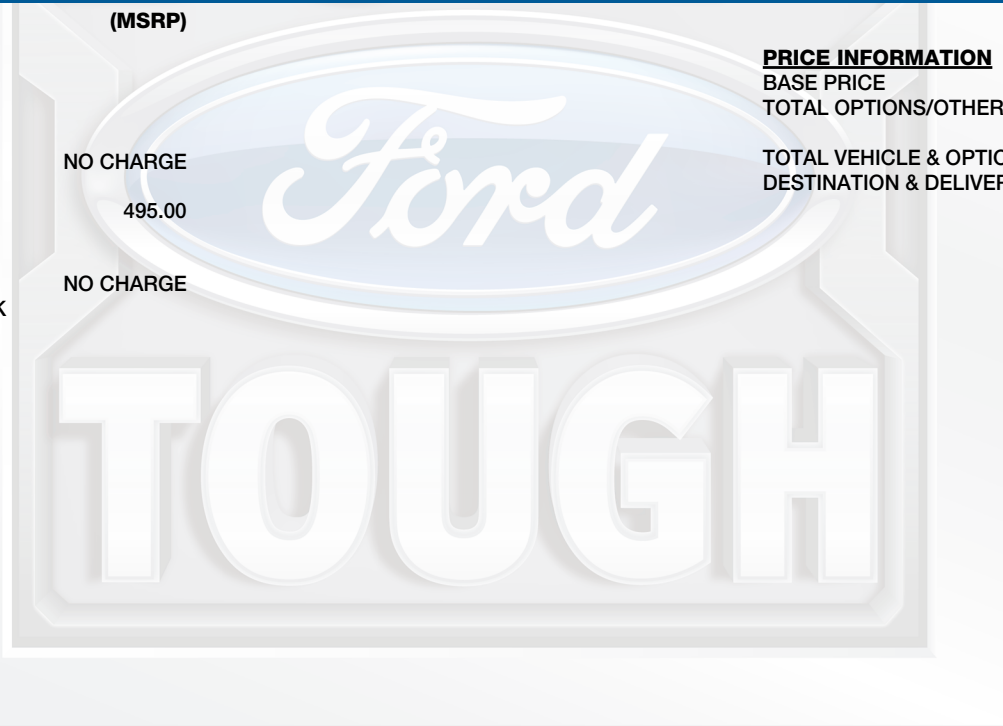 (MSRP)
NO CHARGE
495.00
NO CHARGE
K
PRICE INFORMATION
BASE PRICE
TOTAL OPTIONS/OTHER
TOTAL VEHICLE & OPTIO
DESTINATION & DELIVER
Ford
TOUGH